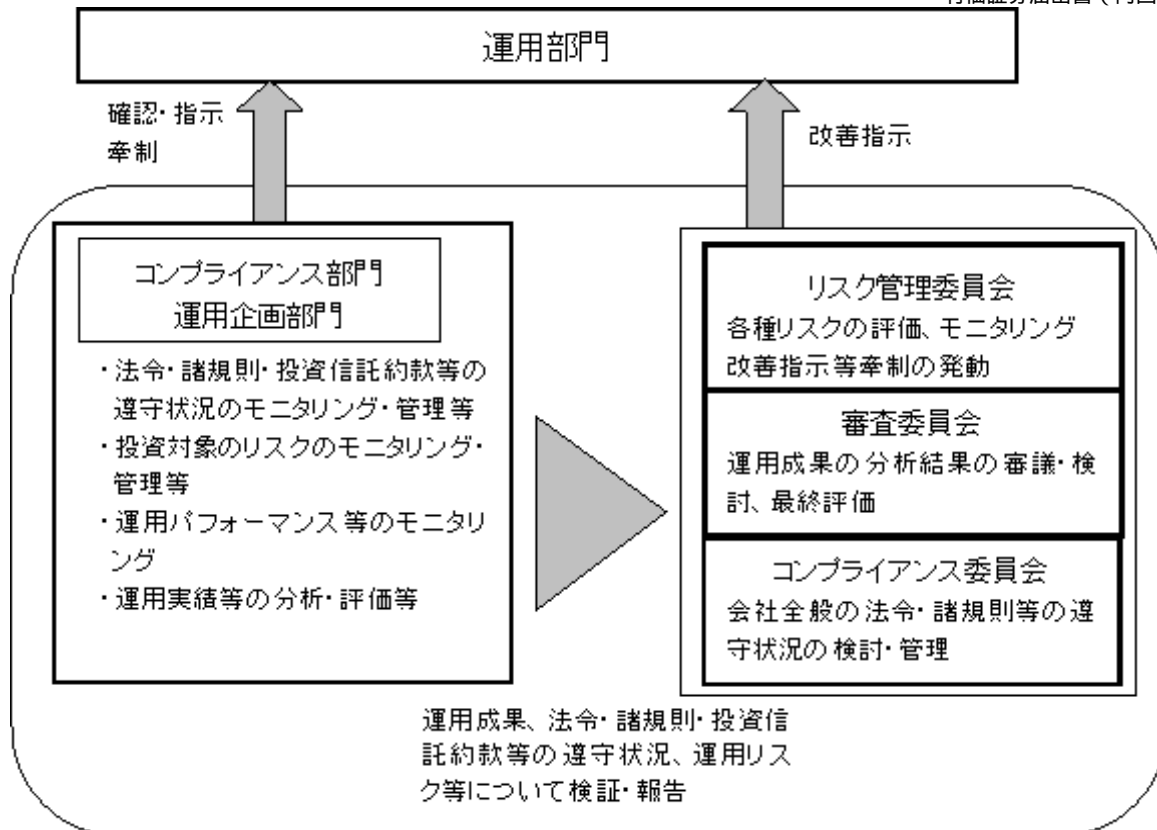 運用部門
確認・指示
牽制
改善指示
コンプライアンス部門
運用企画部門
・法令・諸規則・投資信託約款等の
遵守状況のモニタリング・管理等
・投資対象のリスクのモニタリング・
管理等
・運用パフォーマンス等のモニタリ
ング
・運用実績等の分析・評価等
リスク管理委員会
各種リスクの評価、モニタリング
改善指示等牽制の発動
審査委員会
運用成果の分析結果の審議・検
討、最終評価
コンプライアンス委員会
会社全般の法令・諸規則等の遵
守状況の検討・管理
運用成果、法令・諸規則・投資信
託約款等の遵守状況、運用リス
ク等について検証・報告